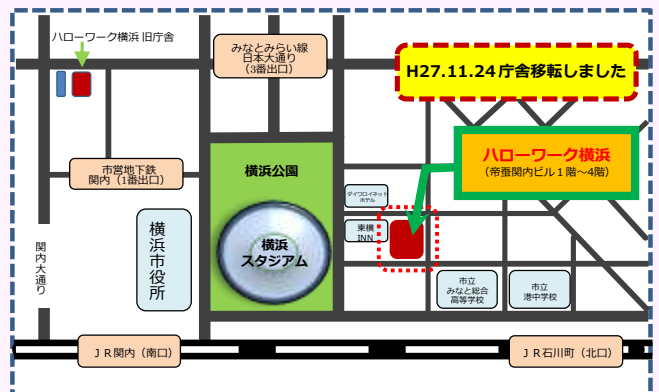 ハローワーク横浜 旧庁舎
みなとみらい線
日本大通り
（3番出口）
H27.11.24 庁舎移転しました
ハローワーク横浜
（帝蚕関内ビル１階～4階）
市営地下鉄
関内（1番出口）
横浜公園
ダイワロイネット
ホテル
東横
INN
横浜市役所
横浜
スタジアム
関内大通り
市立
みなと総合
高等学校
市立
港中学校
ＪＲ関内（南口）
ＪＲ石川町（北口）